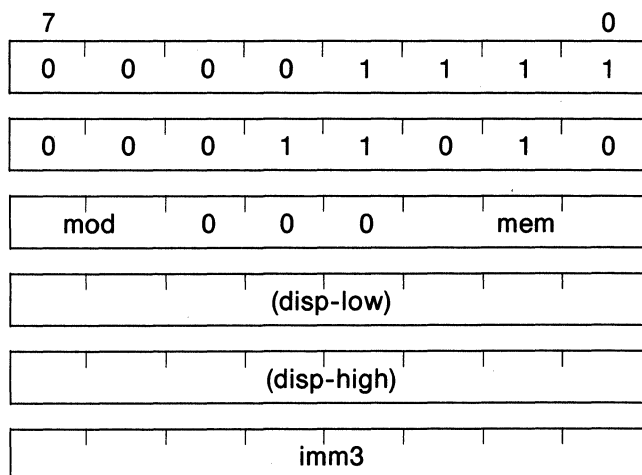 7 0
0 0 0 0 1 1 1 1
0 0 0 1 1 0 1 0
mod 0 0 0 mem
(disp-low)
(disp-high)
imm3